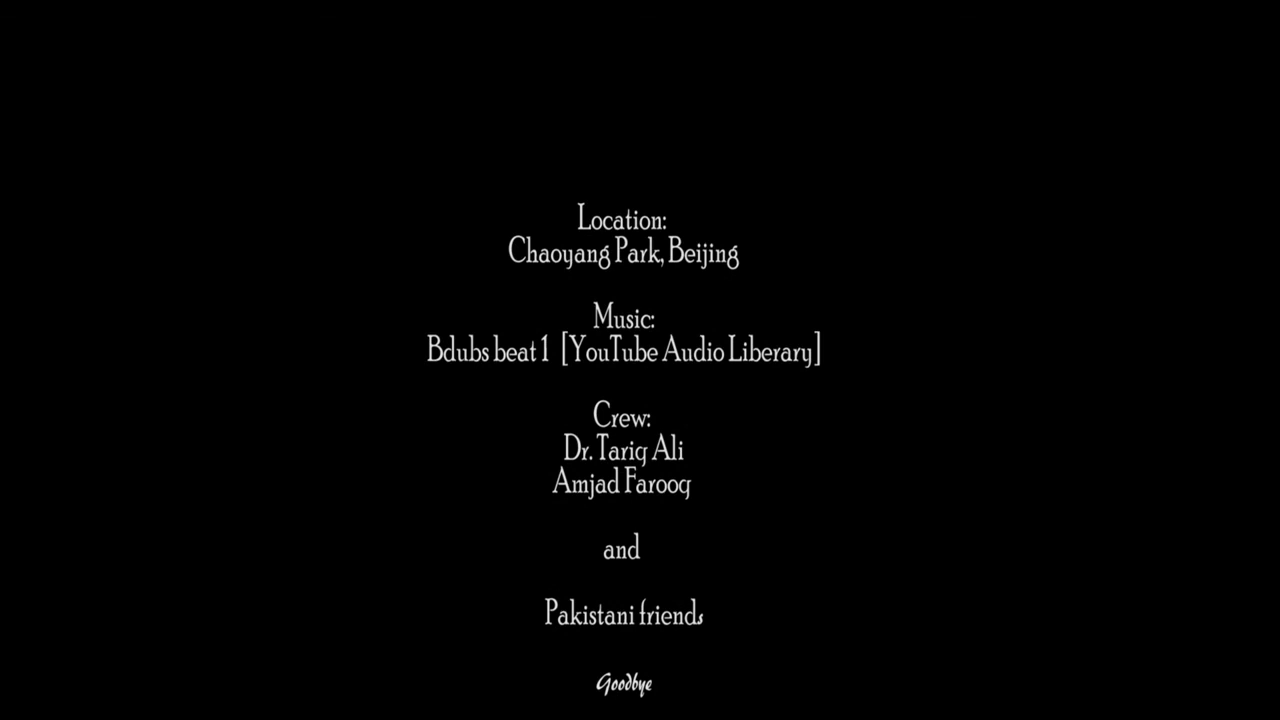 Location:
Chaoyang Park, Beijing
Music:
Bdubs beat 1 [YouTube Audio Liberary]
Crew:
Dr. Tariq Ali
Amjad Farooq
and
Pakistani friends
Goodbye